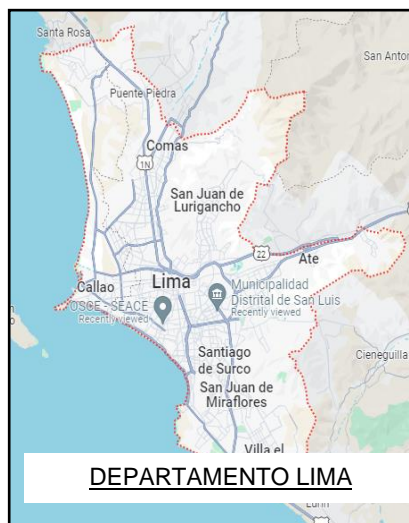 Santa Rosa
San Anton
Puente Piedra
Comas
1N
San Juan de
Lurigancho
22
Ate
Callao
Lima
Municipalidad
Distrital de San Luis
Recently viewed
OSCE - SEACE
Recently viewed
Cieneguilla
Santiago
de Surco
San Juan de
Miraflores
Villa el
DEPARTAMENTO LIMA